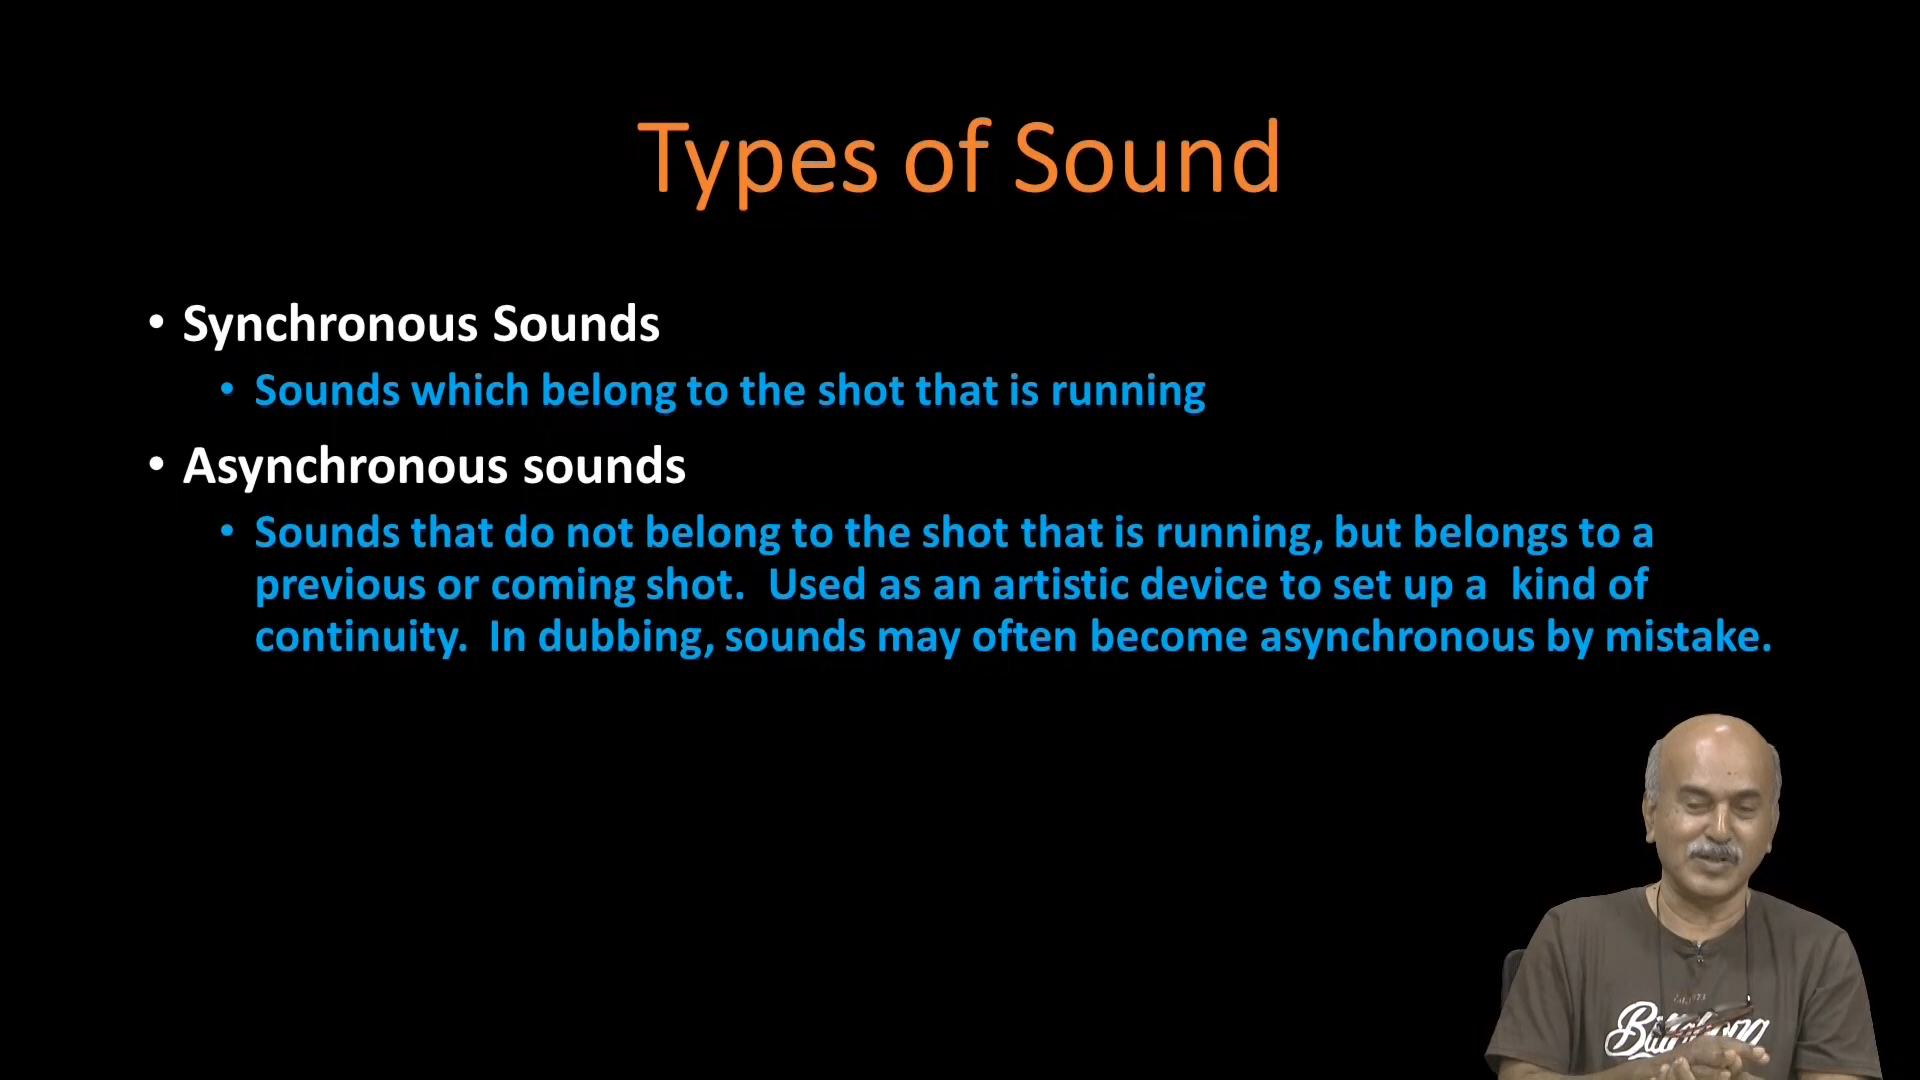 Types of Sound
• Synchronous Sounds
• Sounds which belong to the shot that is running
• Asynchronous sounds
• Sounds that do not belong to the shot that is running, but belongs to a
previous or coming shot.  Used as an artistic device to set up a  kind of
continuity.  In dubbing, sounds may often become asynchronous by mistake.